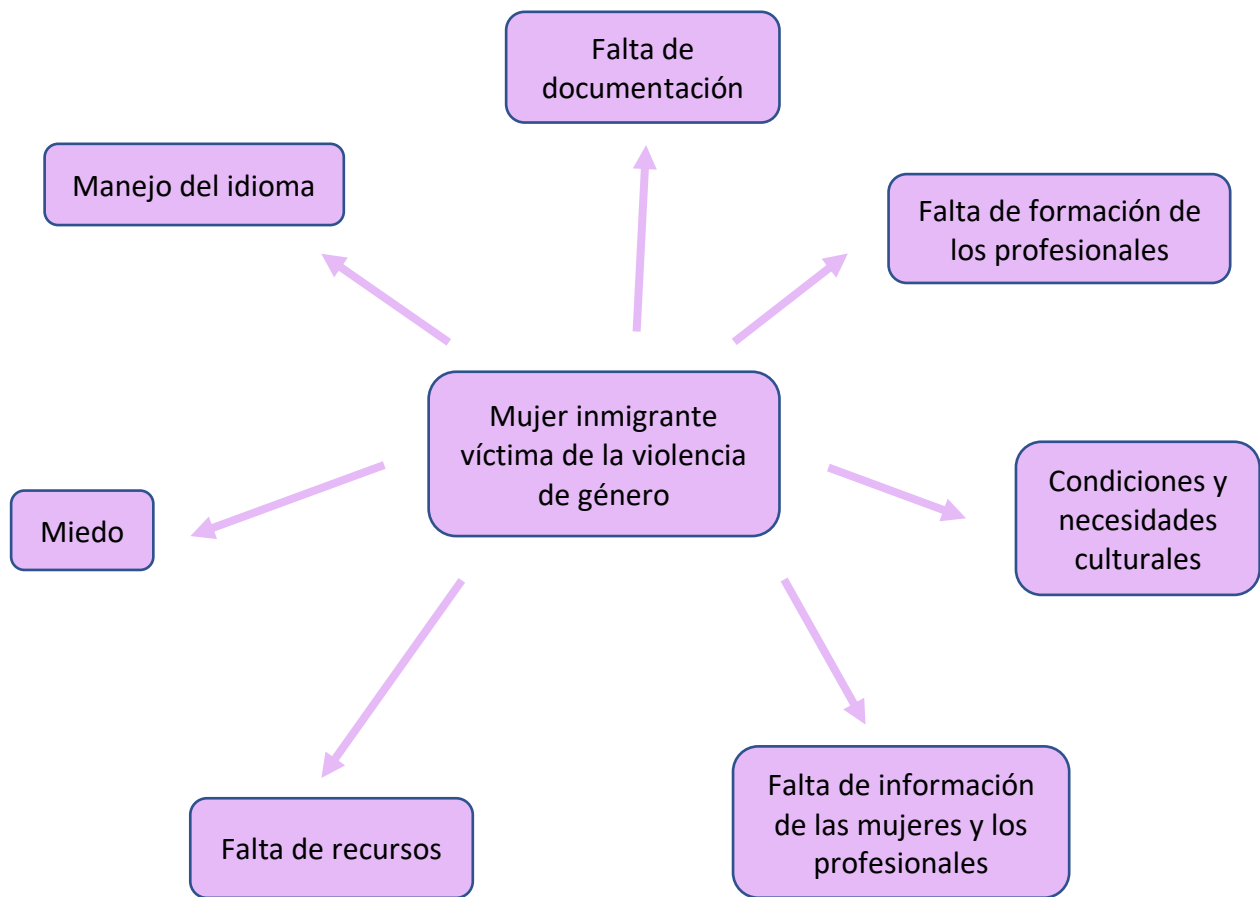 Falta de
documentación
Manejo del idioma
Falta de formación de
los profesionales
Mujer inmigrante
víctima de la violencia
de género
Condiciones y
necesidades
culturales
Miedo
Falta de información
de las mujeres y los
profesionales
Falta de recursos